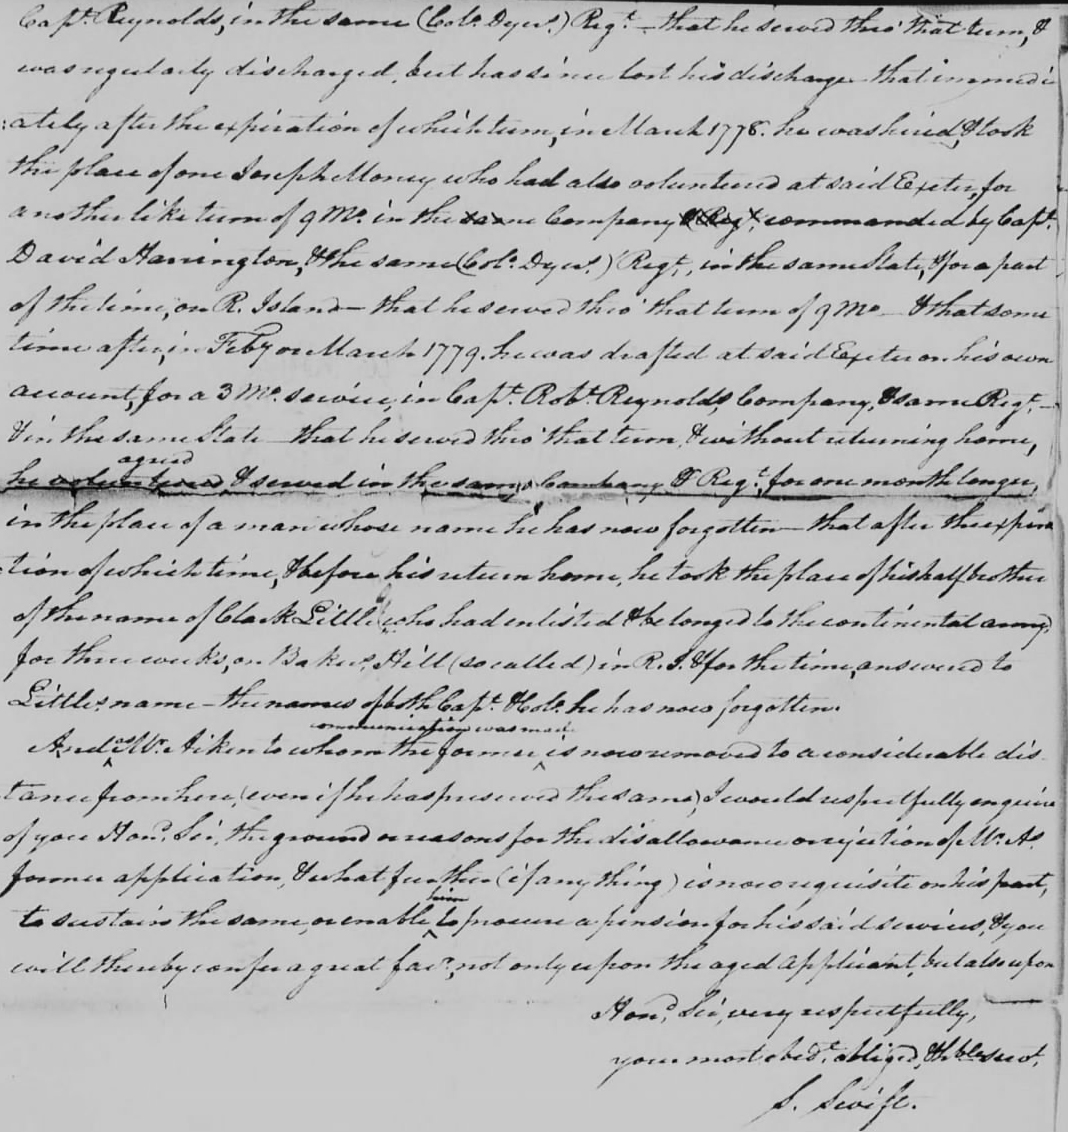 Capt. Reynolds, in the same (Col. Dyer's) Regt. — that he served thro' that term, &
was regularly discharged, but has since lost his discharge — that immedi
ately after the expiration of which term, in March 1778. he was hired, & took
the place of one Joseph Money who had also volunteered at said Exeter, for
another like term of 9 Mo. in the same Company & Regt. commanded by Capt.
David Harrington, & the same (Col. Dyer's) Regt., in the same State, & for a part
of the time, on R. Island — that he served thro' that term of 9 Mo — & that some
time after, in Feby or March 1779. he was drafted at said Exeter on his own
account, for a 3 Mo. service, in Capt. Robt. Reynolds, Company, & same Regt. —
& in the same State — that he served thro' that term, & without returning home,
agreed
he volunteered, & served in the same Company & Regt. for one month longer,
in the place of a man whose name he has now forgotten — that after the expira
tion of which time, & before his return home, he took the place of his half brother
of the name of Clark Little, who had enlisted & belonged to the continental army,
for three weeks, on Baker's Hill (so called) in R. I. & for the time, answered to
Little's name — the names of both Capt. & Col. he has now forgotten.
communication was made
And as Mr. Aiken to whom the former is now removed to a considerable dis
tance from here, (even if he has preserved the same) I would respectfully enquire
of you Hond. Sir, the ground or reasons for the disallowance or rejection of Mr. A's
former application, & what further (if any thing) is now requisite on his part,
him
to sustain the same, or enable to procure a pension for his said services, & you
will thereby confer a great favr. not only upon the aged applicant, but also upon
Hond. Sir, very respectfully,
your most obedt. obliged, & hble servt.
S. Swift.